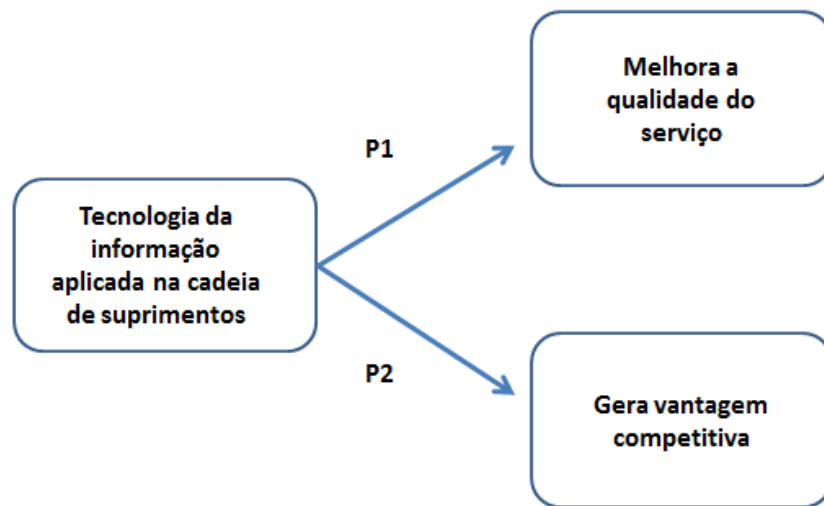 Melhora a
qualidade do
serviço
P1
Tecnologia da
informação
aplicada na cadeia
de suprimentos
P2
Gera vantagem
competitiva